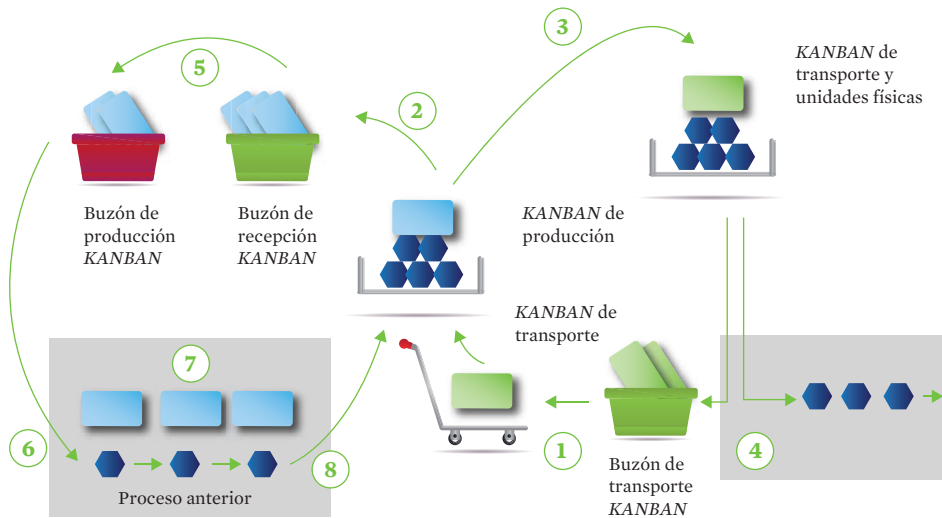 3
KANBAN de
transporte y
unidades físicas
5
2
Buzón de
producción
KANBAN
Buzón de
recepción
KANBAN
KANBAN de
producción
KANBAN de
transporte
7
6
8
Proceso anterior
1
4
Buzón de
transporte
KANBAN